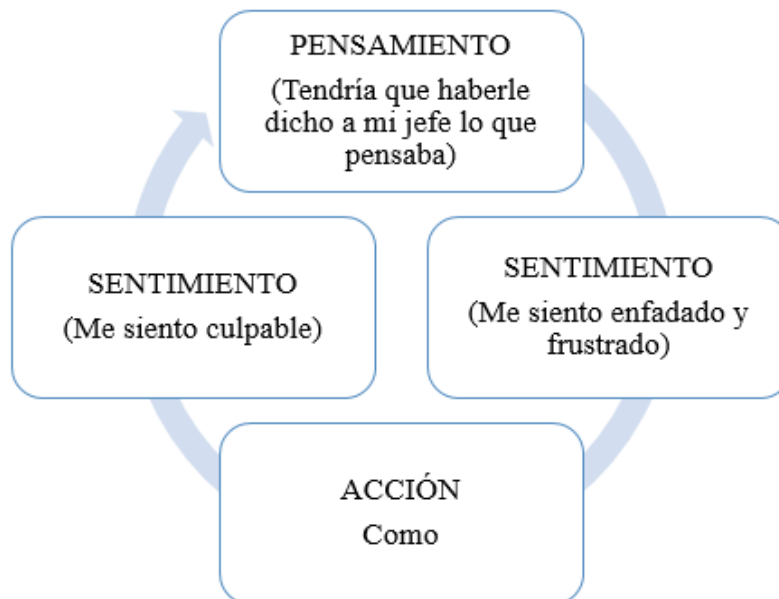 PENSAMIENTO
(Tendría que haberle
dicho a mi jefe lo que
pensaba)
SENTIMIENTO
(Me siento culpable)
SENTIMIENTO
(Me siento enfadado y
frustrado)
ACCIÓN
Como